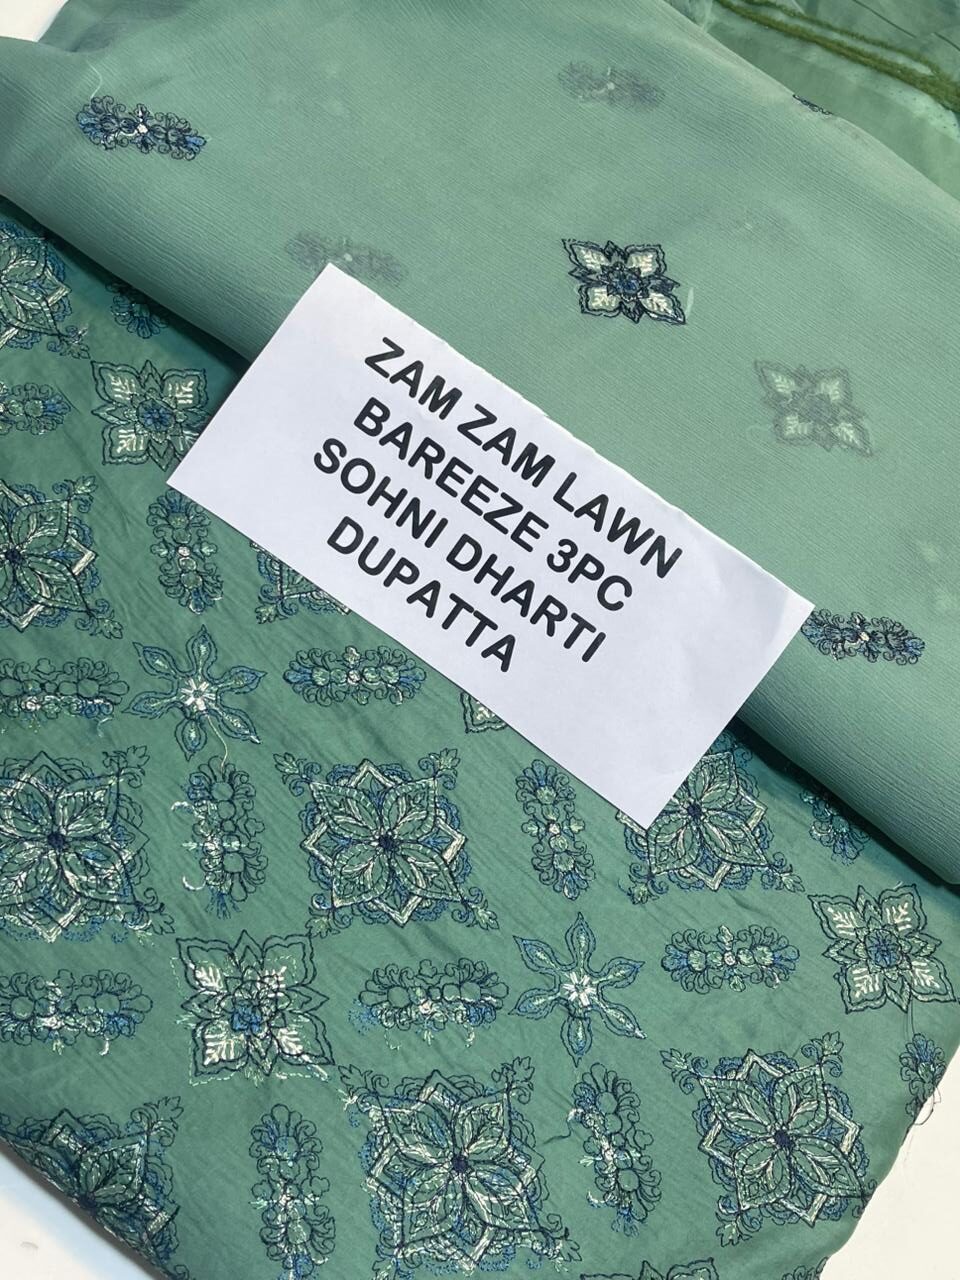 ZAM ZAM LAWN
BAREEZE 3PC
SOHNI DHARTI
DUPATTA